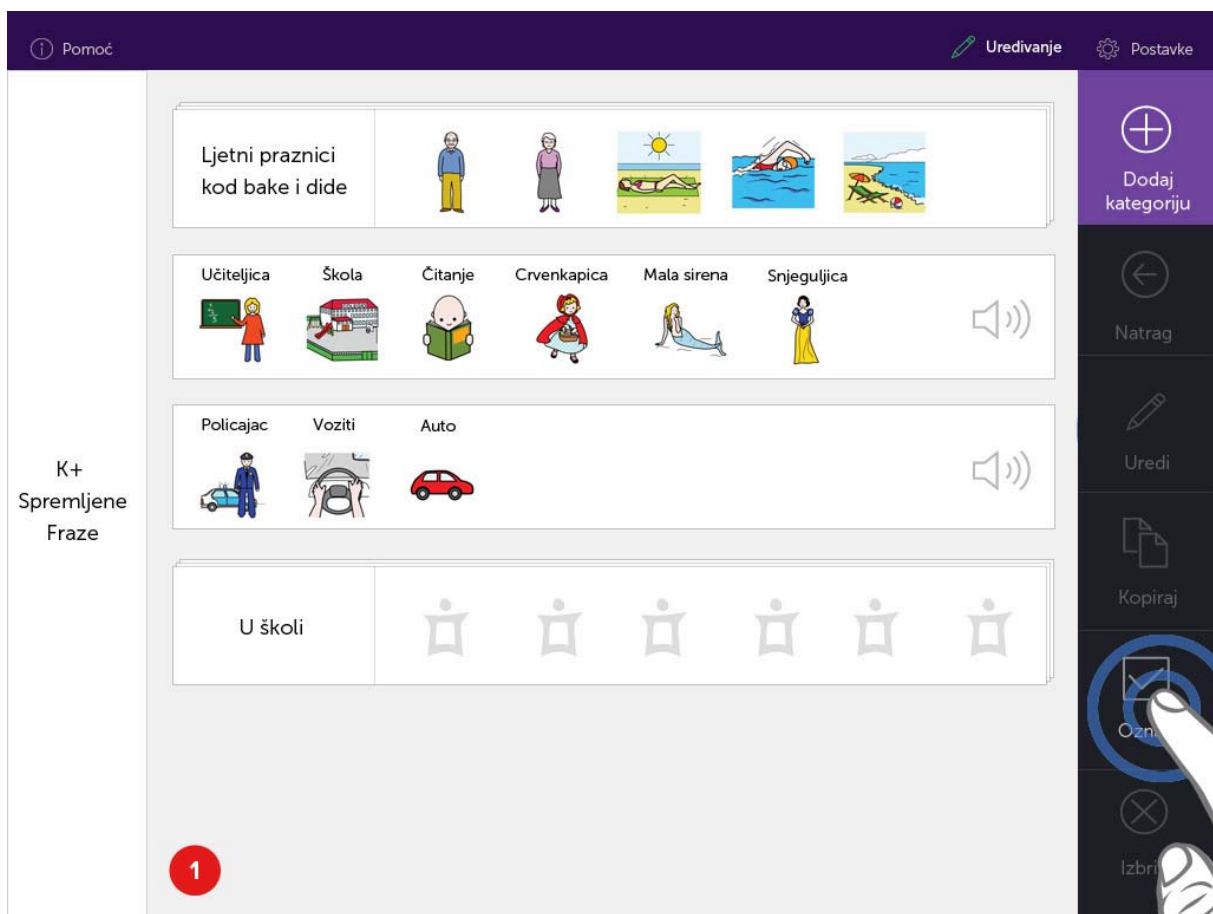 Pomoć
Uređivanje
Postavke
Ljetni praznici
kod bake i dide
Dodaj
kategoriju
Učiteljica
Škola
Čitanje
Crvenkapica
Mala sirena
Snjeguljica
Natrag
Policajac
Voziti
Auto
Uredi
K+
Spremljene
Fraze
Kopiraj
U školi
1